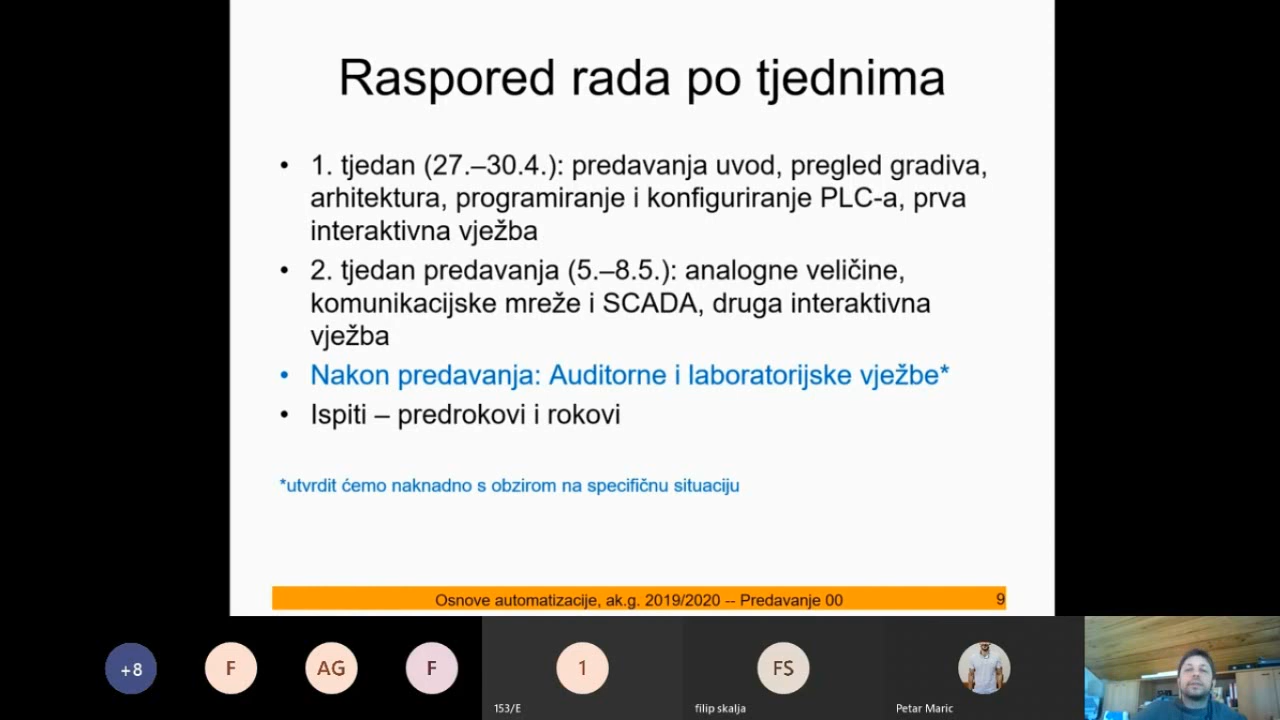 Raspored rada po tjednima
• 1. tjedan (27.–30.4.): predavanja uvod, pregled gradiva,
arhitektura, programiranje i konfiguriranje PLC-a, prva
interaktivna vježba
• 2. tjedan predavanja (5.–8.5.): analogne veličine,
komunikacijske mreže i SCADA, druga interaktivna
vježba
• Nakon predavanja: Auditorne i laboratorijske vježbe*
• Ispiti – predrokovi i rokovi
*utvrdit ćemo naknadno s obzirom na specifičnu situaciju
Osnove automatizacije, ak.g. 2019/2020 -- Predavanje 00 9
+8 F AG F 1 FS
153/E filip skalja Petar Maric